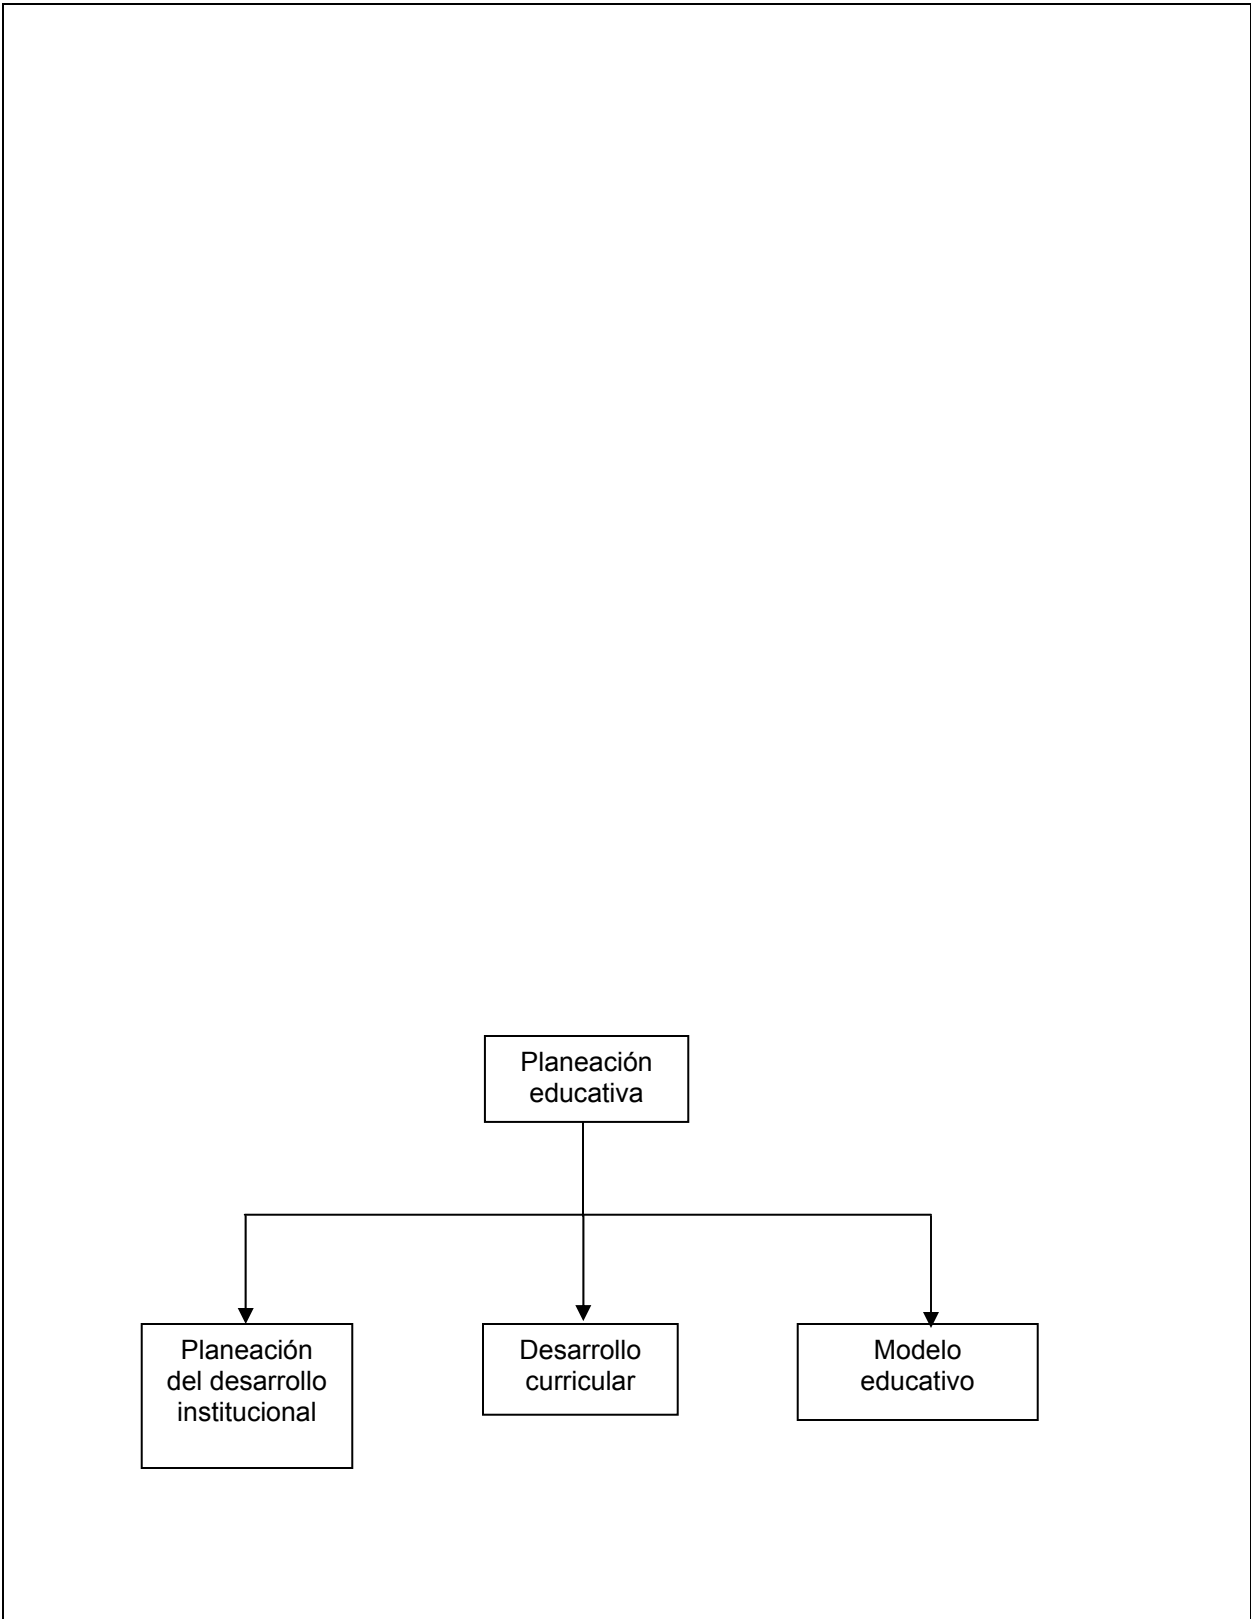 Planeación
educativa
Planeación
del desarrollo
institucional
Desarrollo
curricular
Modelo
educativo